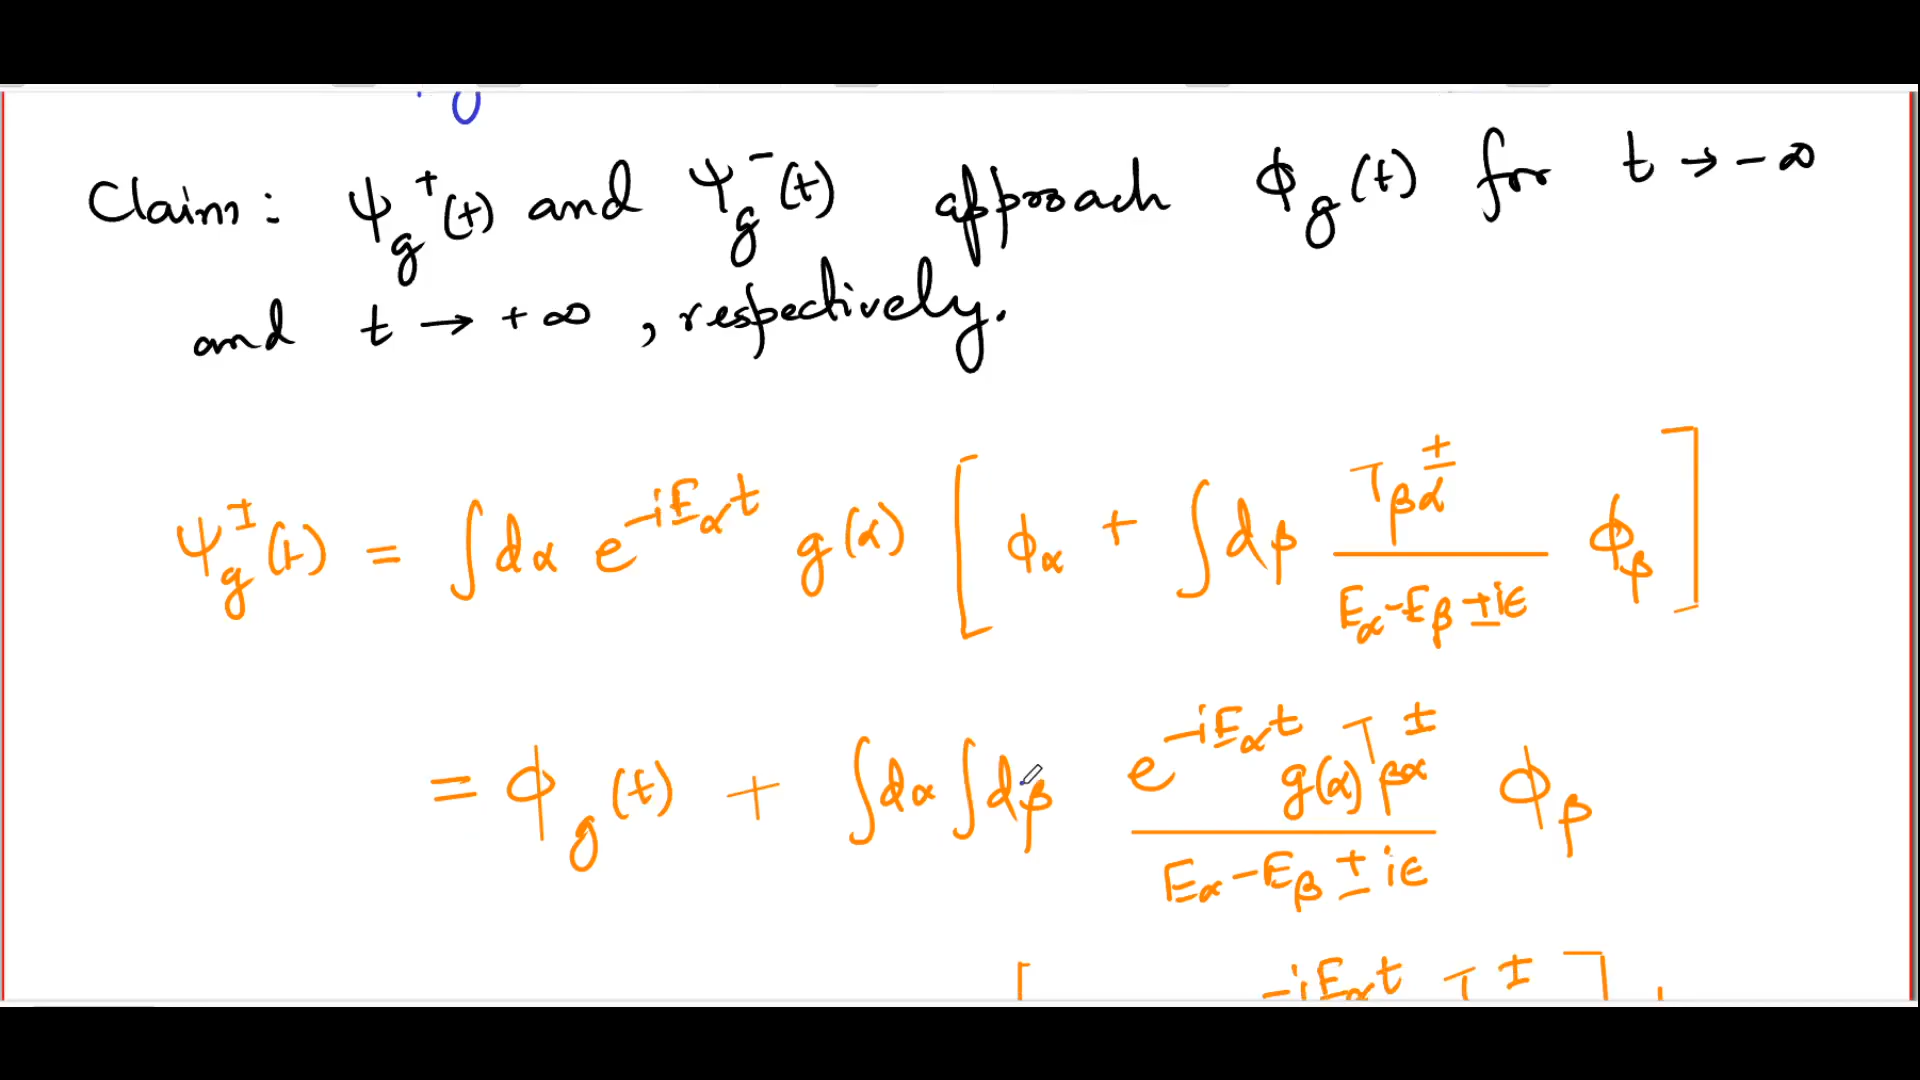 Claim: Ψ_g^+(t) and Ψ_g^-(t) approach Φ_g(t) for t → -∞
and t → +∞, respectively.
Ψ_g^±(t) = ∫dα e^{-iE_α t} g(α) [ Φ_α + ∫dβ T_{βα}^± / (E_α - E_β ± iϵ) Φ_β ]
= Φ_g(t) + ∫dα ∫dβ e^{-iE_α t} g(α) T_{βα}^± / (E_α - E_β ± iϵ) Φ_β
[ e^{-iE_α t} T^± ]